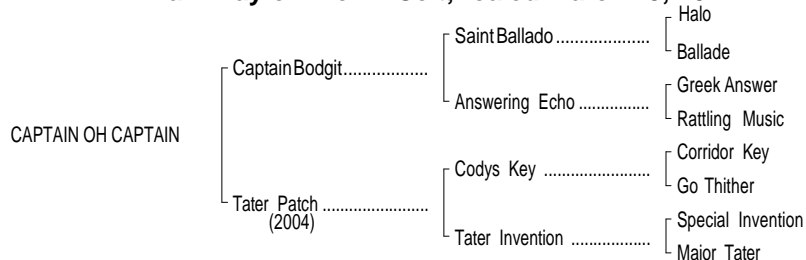 Halo
Saint Ballado ....................
Ballade
Captain Bodgit..................
Greek Answer
Answering Echo ...............
Rattling Music
CAPTAIN OH CAPTAIN
Corridor Key
Codys Key .......................
Go Thither
Tater Patch .......................
(2004)
Special Invention
Tater Invention .................
Major Tater